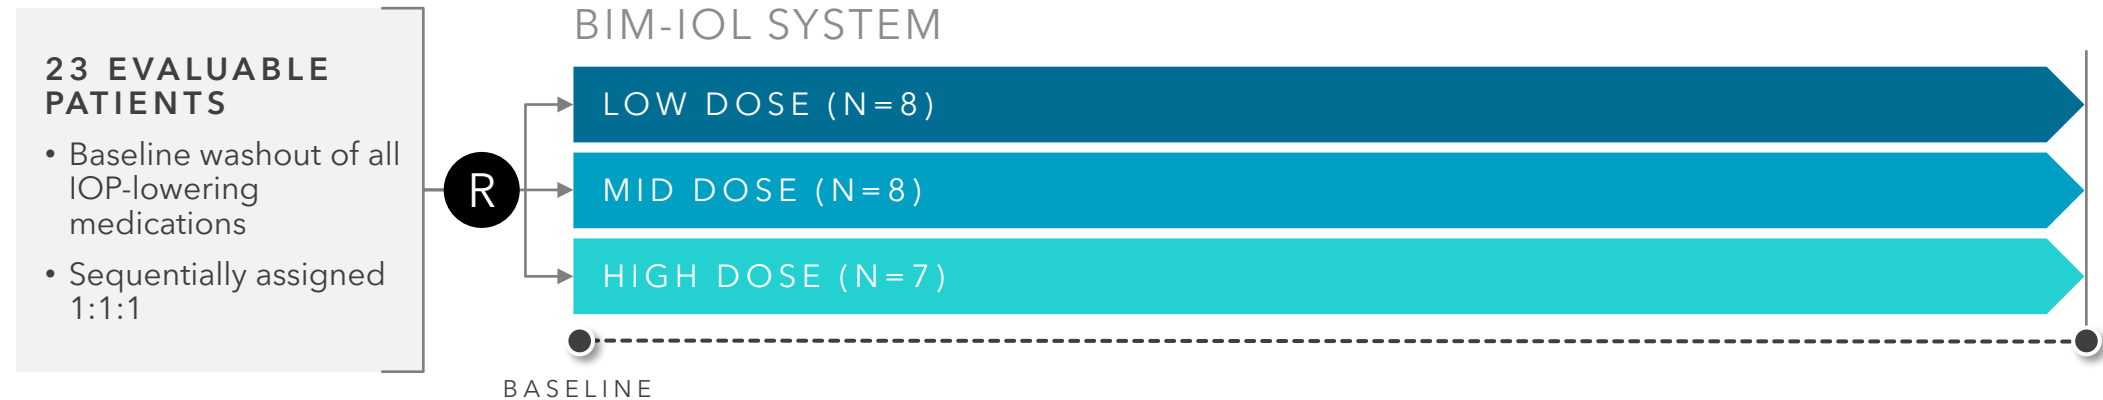 23 EVALUABLE
PATIENTS
• Baseline washout of all
IOP-lowering
medications
• Sequentially assigned
1:1:1
R
BIM-IOL SYSTEM
LOW DOSE (N=8)
MID DOSE (N=8)
HIGH DOSE (N=7)
BASELINE